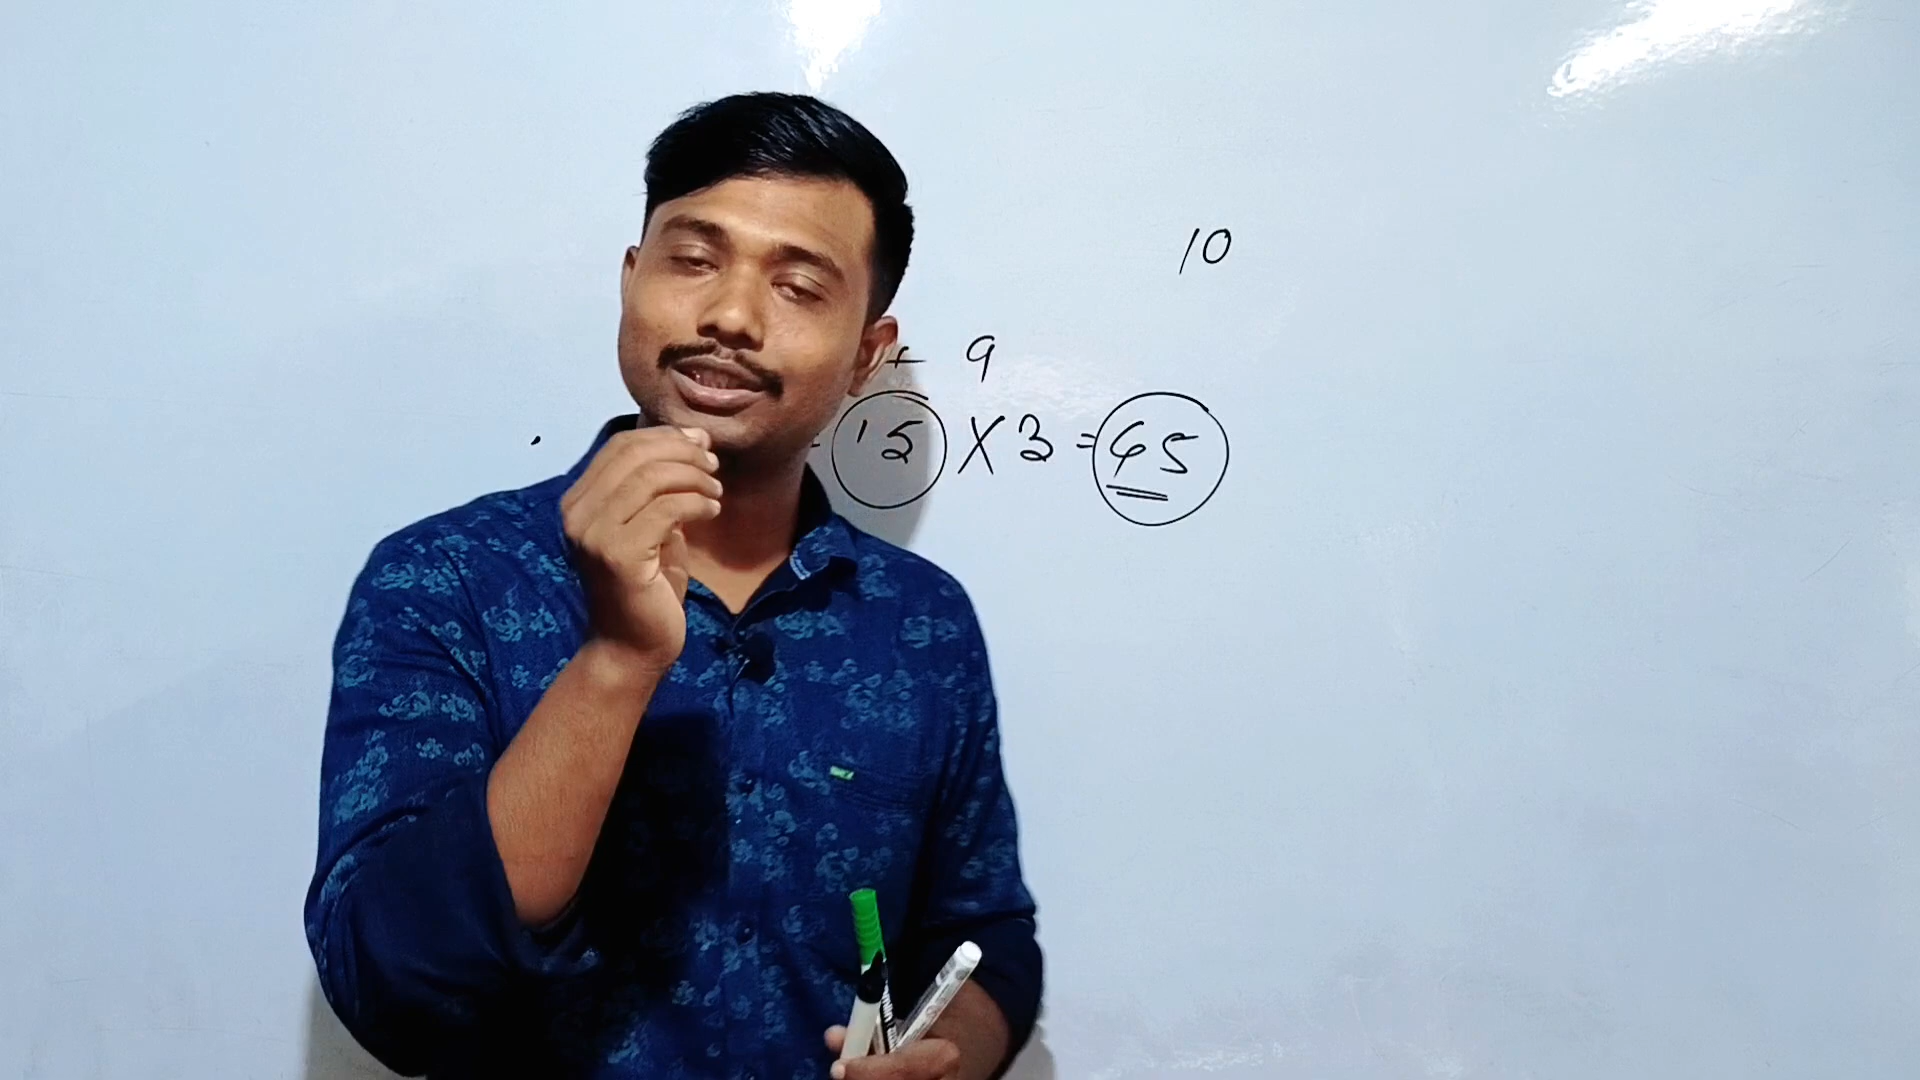 10
+ 9
= 15 X 3 = 45